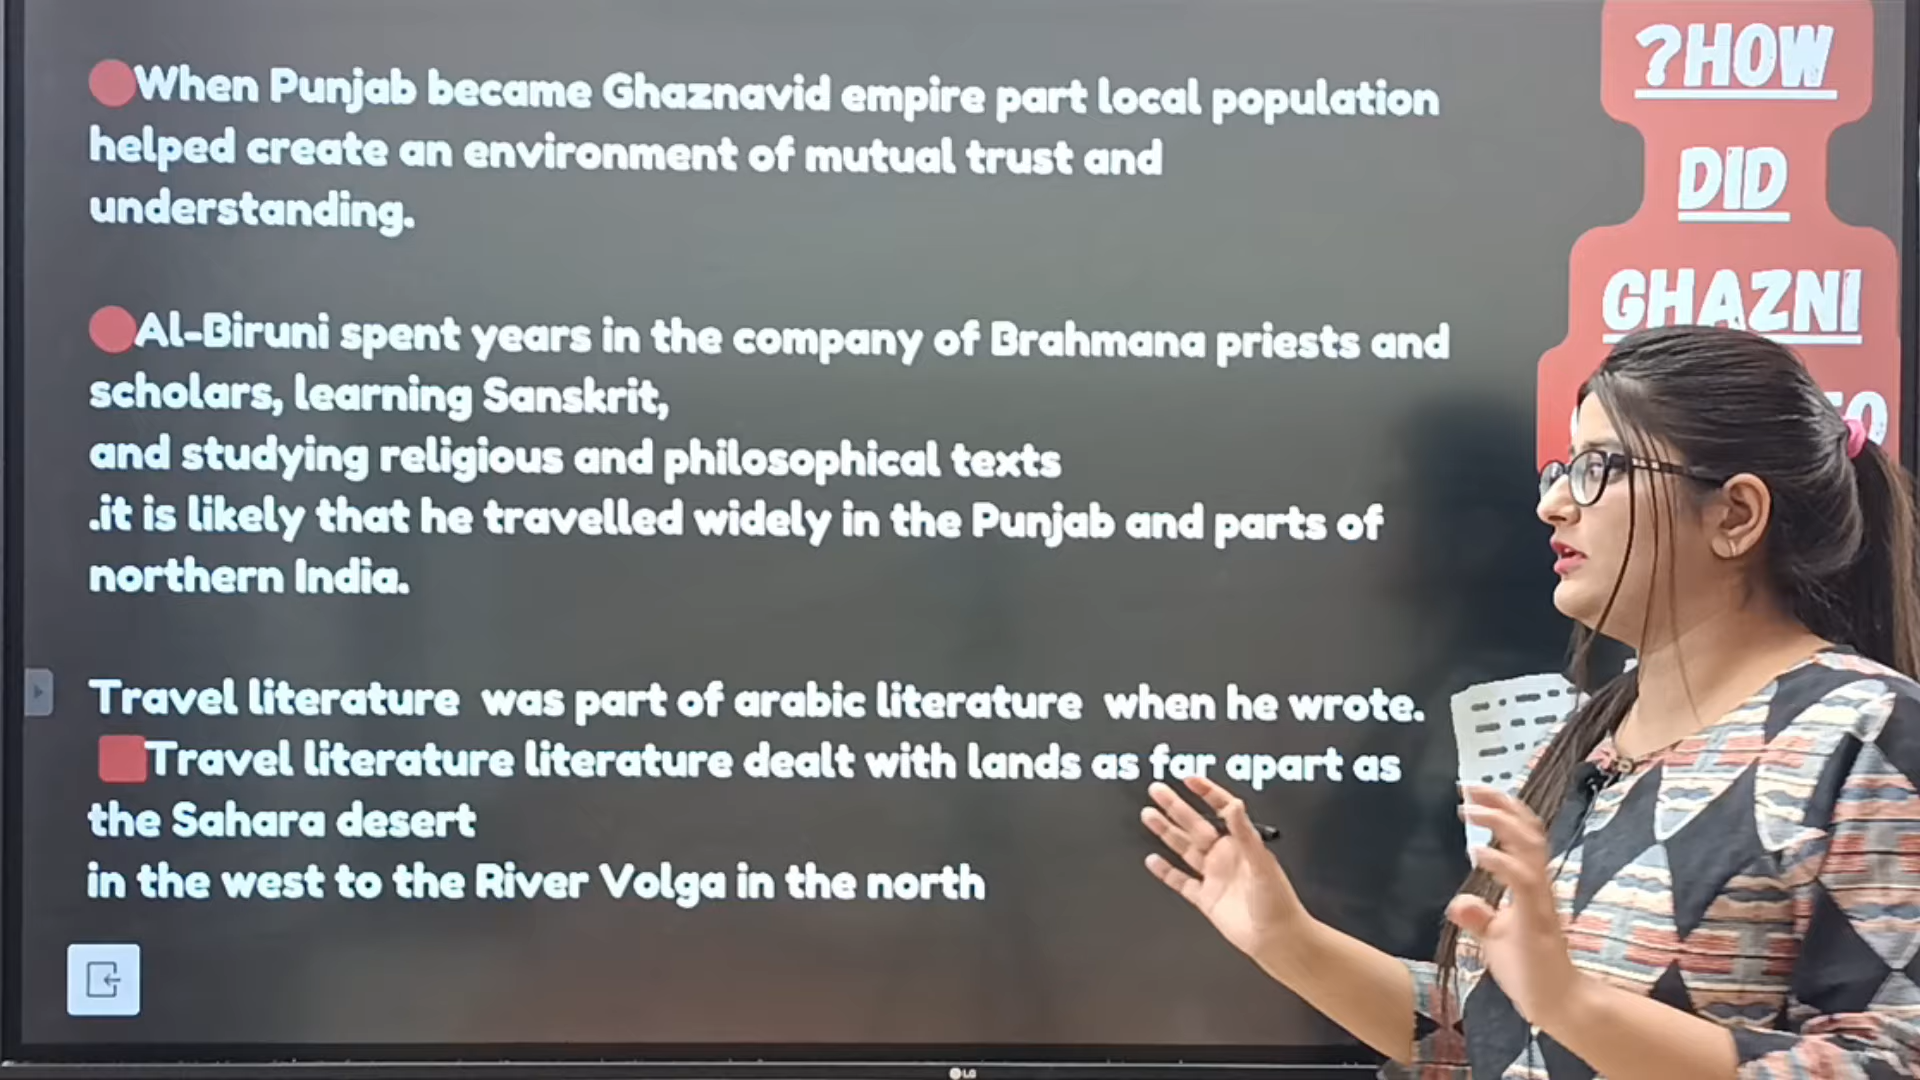 When Punjab became Ghaznavid empire part local population
helped create an environment of mutual trust and
understanding.
Al-Biruni spent years in the company of Brahmana priests and
scholars, learning Sanskrit,
and studying religious and philosophical texts
.it is likely that he travelled widely in the Punjab and parts of
northern India.
Travel literature was part of arabic literature when he wrote.
Travel literature literature dealt with lands as far apart as
the Sahara desert
in the west to the River Volga in the north
?HOW
DID
GHAZNI
LG